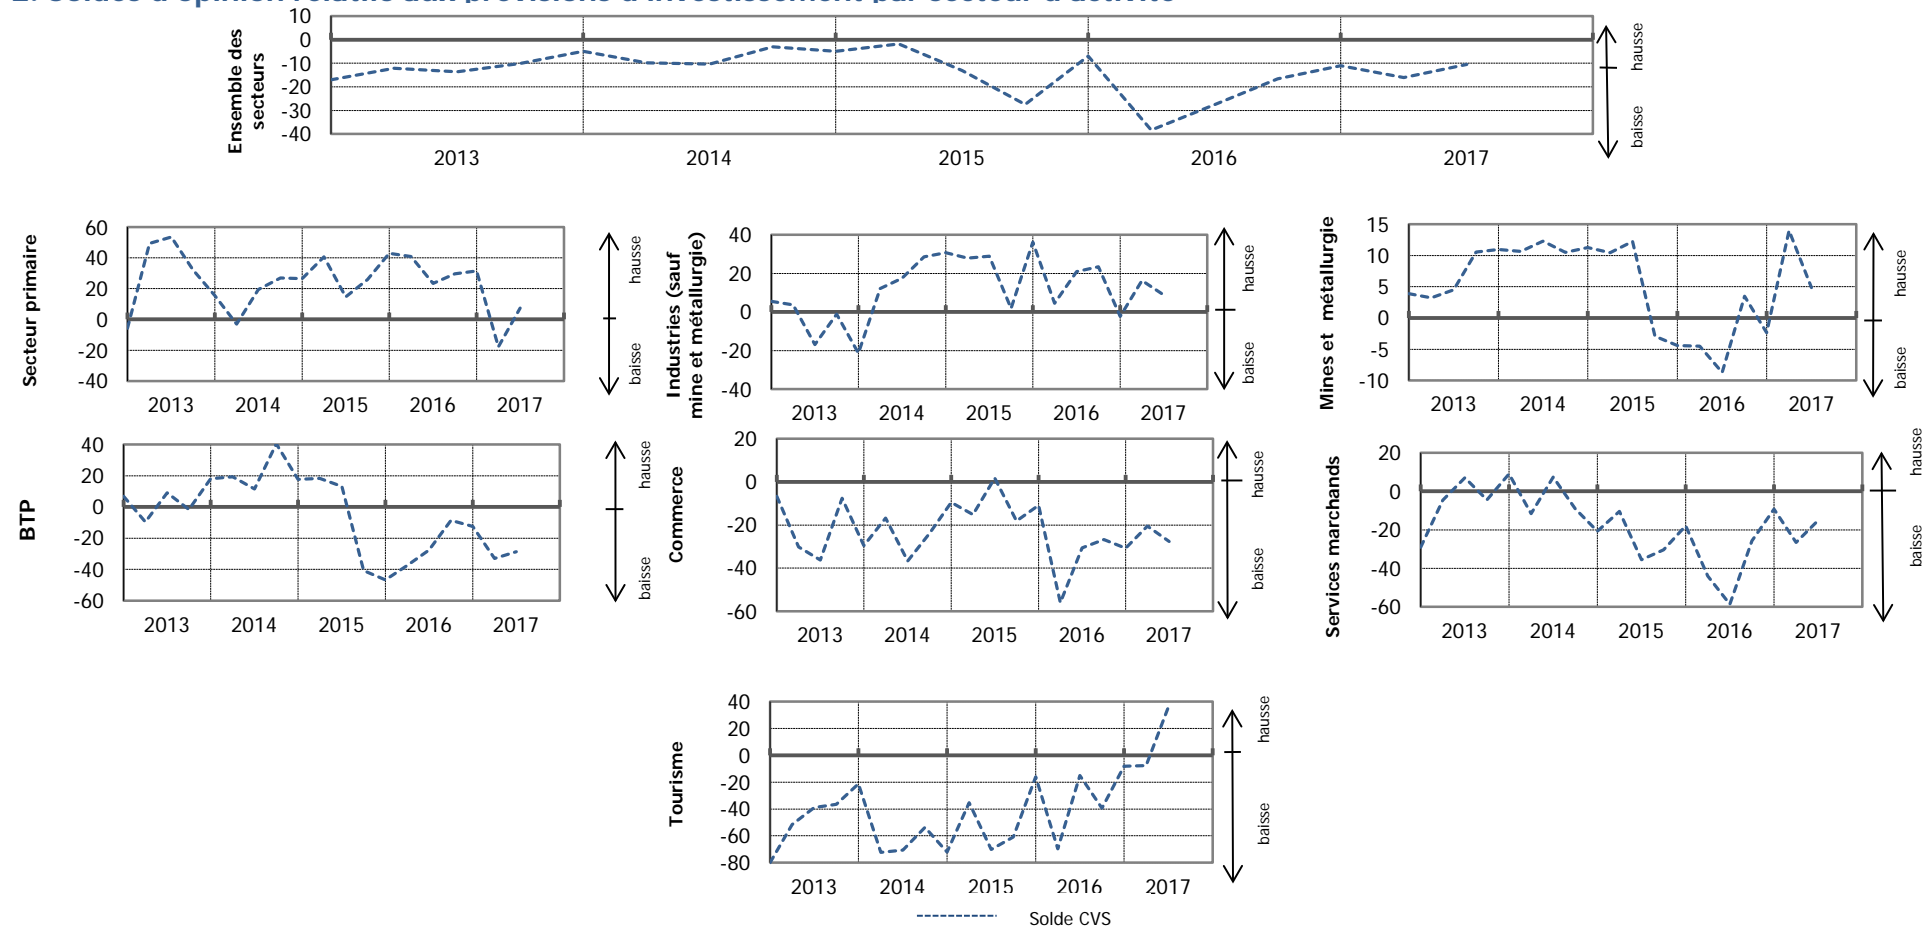 10
0
-10
-20
-30
-40
Ensemble des
secteurs
2013 2014 2015 2016 2017
hausse
baisse
Secteur primaire
60
40
20
0
-20
-40
2013 2014 2015 2016 2017
hausse
baisse
Industries (sauf
mine et métallurgie)
40
20
0
-20
-40
2013 2014 2015 2016 2017
hausse
baisse
Mines et métallurgie
15
10
5
0
-5
-10
2013 2014 2015 2016 2017
hausse
baisse
BTP
40
20
0
-20
-40
-60
2013 2014 2015 2016 2017
hausse
baisse
Commerce
20
0
-20
-40
-60
2013 2014 2015 2016 2017
hausse
baisse
Services marchands
20
0
-20
-40
-60
2013 2014 2015 2016 2017
hausse
baisse
Tourisme
40
20
0
-20
-40
-60
-80
2013 2014 2015 2016 2017
hausse
baisse
Solde CVS